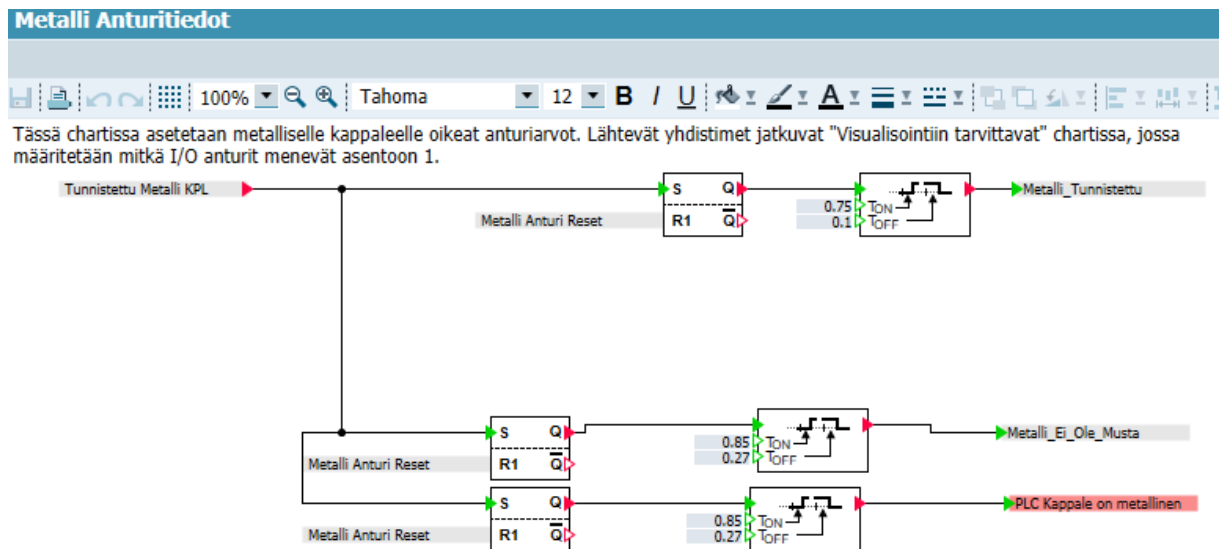 Metalli Anturitiedot
100% Tahoma 12 B I U A
Tässä chartissa asetetaan metalliselle kappaleelle oikeat anturiarvot. Lähtevät yhdistimet jatkuvat "Visualisointiin tarvittavat" chartissa, jossa
määritetään mitkä I/O anturit menevät asentoon 1.
Tunnistettu Metalli KPL
S Q
Metalli Anturi Reset
R1 Q
0.75 TON
0.1 TOFF
Metalli_Tunnistettu
S Q
Metalli Anturi Reset
R1 Q
0.85 TON
0.27 TOFF
Metalli_Ei_Ole_Musta
S Q
Metalli Anturi Reset
R1 Q
0.85 TON
0.27 TOFF
PLC Kappale on metallinen